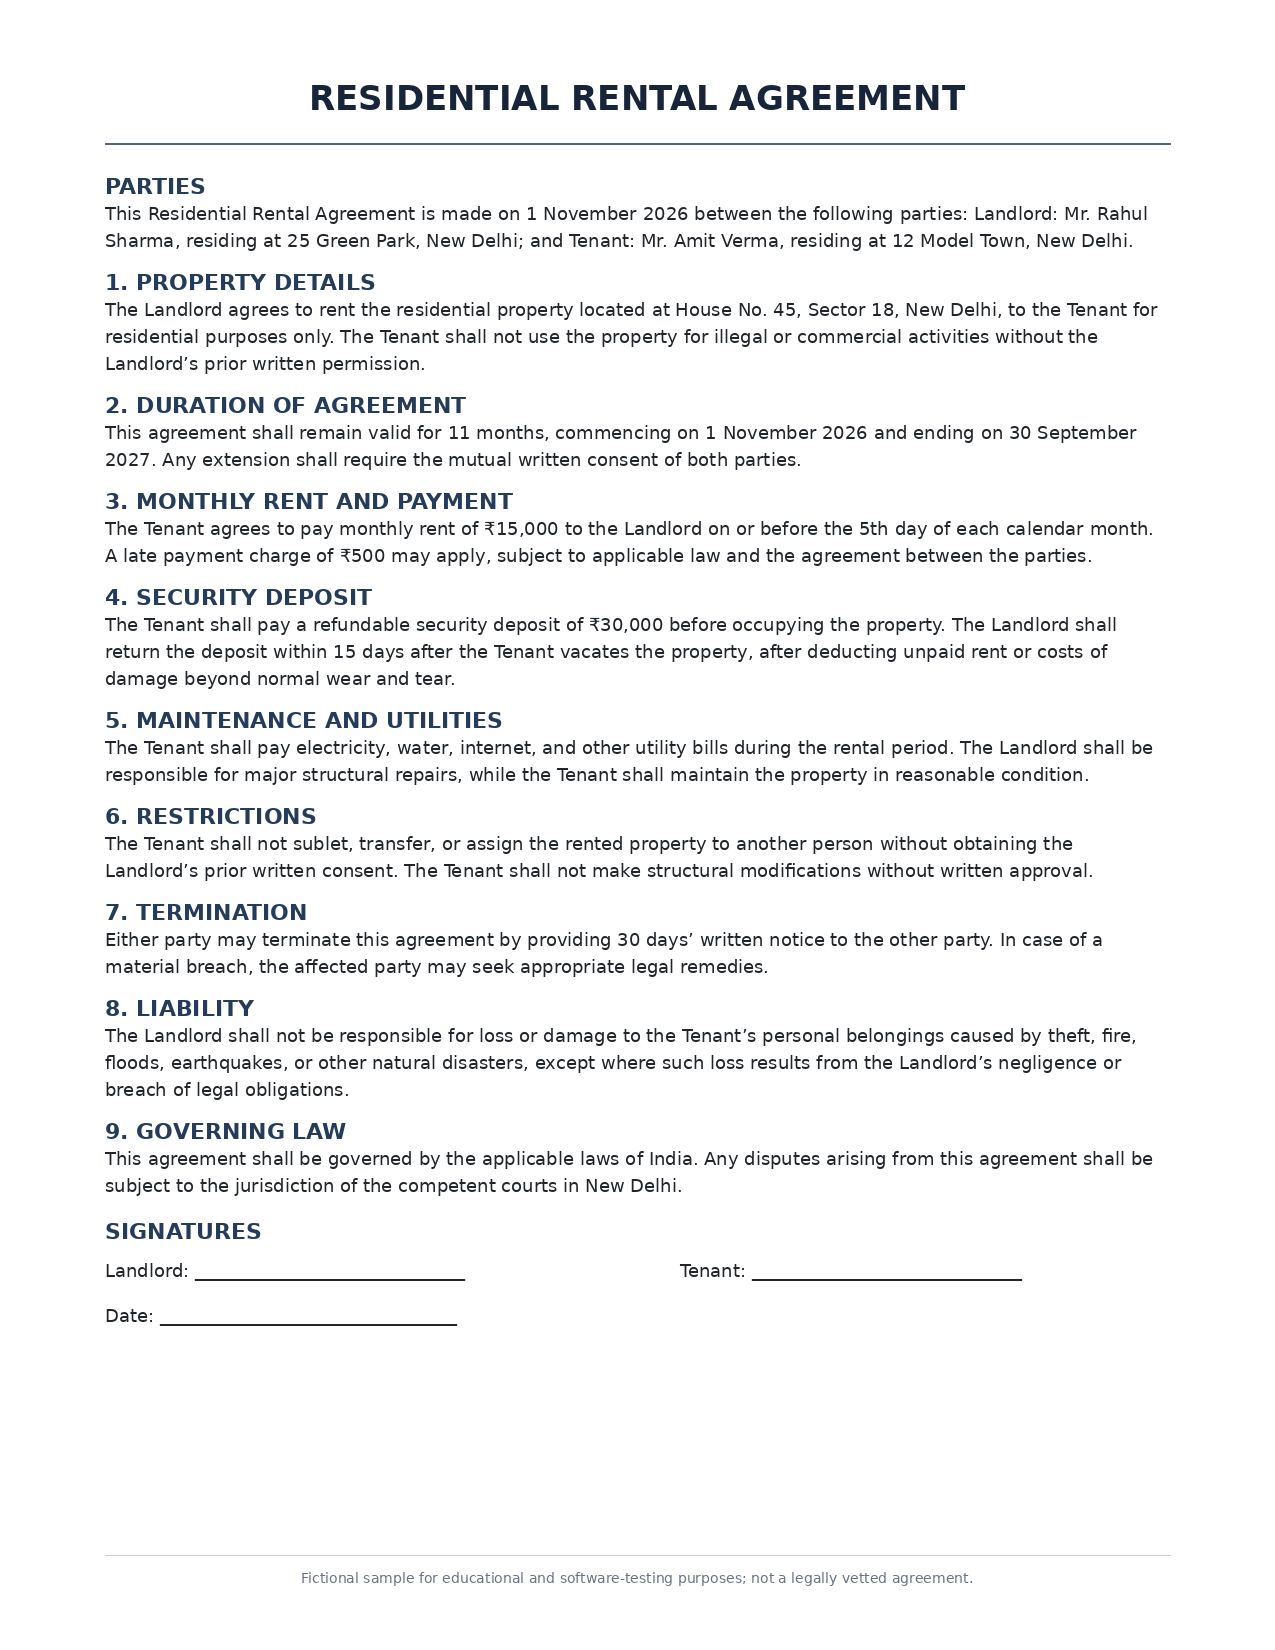 RESIDENTIAL RENTAL AGREEMENT
PARTIES
This Residential Rental Agreement is made on 1 November 2026 between the following parties: Landlord: Mr. Rahul
Sharma, residing at 25 Green Park, New Delhi; and Tenant: Mr. Amit Verma, residing at 12 Model Town, New Delhi.
1. PROPERTY DETAILS
The Landlord agrees to rent the residential property located at House No. 45, Sector 18, New Delhi, to the Tenant for
residential purposes only. The Tenant shall not use the property for illegal or commercial activities without the
Landlord’s prior written permission.
2. DURATION OF AGREEMENT
This agreement shall remain valid for 11 months, commencing on 1 November 2026 and ending on 30 September
2027. Any extension shall require the mutual written consent of both parties.
3. MONTHLY RENT AND PAYMENT
The Tenant agrees to pay monthly rent of ₹15,000 to the Landlord on or before the 5th day of each calendar month.
A late payment charge of ₹500 may apply, subject to applicable law and the agreement between the parties.
4. SECURITY DEPOSIT
The Tenant shall pay a refundable security deposit of ₹30,000 before occupying the property. The Landlord shall
return the deposit within 15 days after the Tenant vacates the property, after deducting unpaid rent or costs of
damage beyond normal wear and tear.
5. MAINTENANCE AND UTILITIES
The Tenant shall pay electricity, water, internet, and other utility bills during the rental period. The Landlord shall be
responsible for major structural repairs, while the Tenant shall maintain the property in reasonable condition.
6. RESTRICTIONS
The Tenant shall not sublet, transfer, or assign the rented property to another person without obtaining the
Landlord’s prior written consent. The Tenant shall not make structural modifications without written approval.
7. TERMINATION
Either party may terminate this agreement by providing 30 days’ written notice to the other party. In case of a
material breach, the affected party may seek appropriate legal remedies.
8. LIABILITY
The Landlord shall not be responsible for loss or damage to the Tenant’s personal belongings caused by theft, fire,
floods, earthquakes, or other natural disasters, except where such loss results from the Landlord’s negligence or
breach of legal obligations.
9. GOVERNING LAW
This agreement shall be governed by the applicable laws of India. Any disputes arising from this agreement shall be
subject to the jurisdiction of the competent courts in New Delhi.
SIGNATURES
Landlord: ______________________________ Tenant: ______________________________
Date: _________________________________
Fictional sample for educational and software-testing purposes; not a legally vetted agreement.